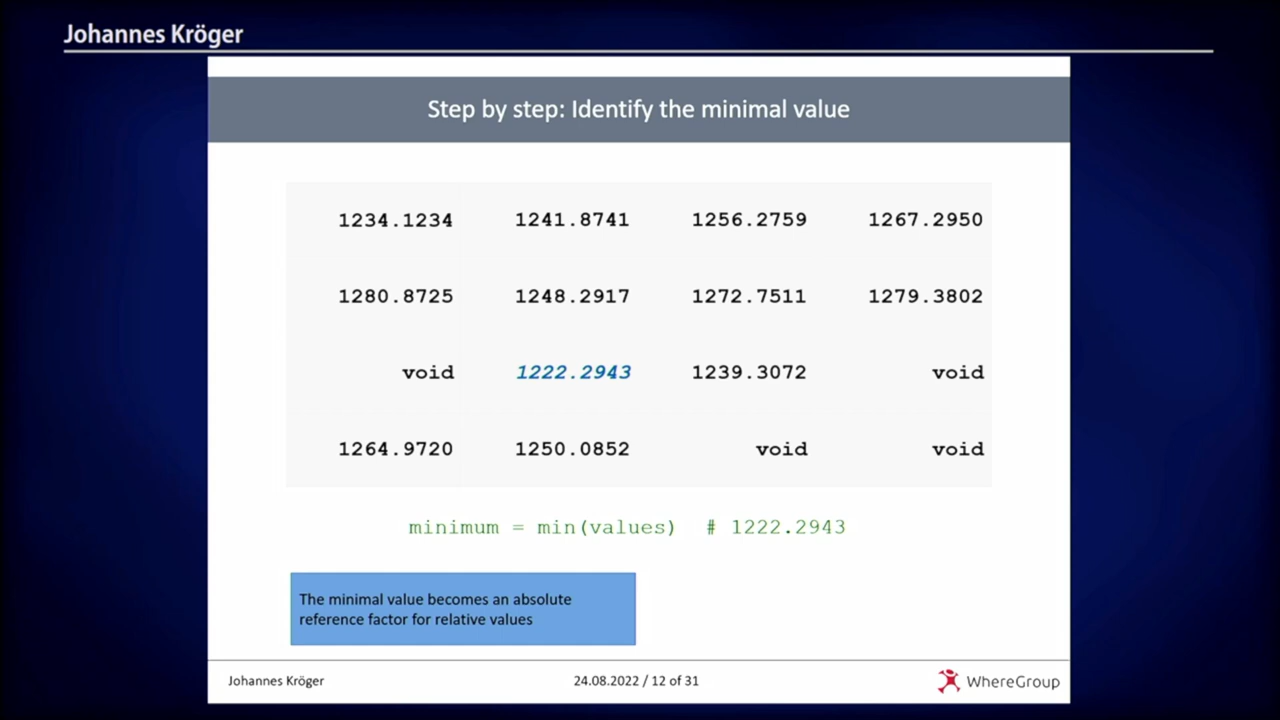 Johannes Kröger
Step by step: Identify the minimal value
1234.1234 1241.8741 1256.2759 1267.2950
1280.8725 1248.2917 1272.7511 1279.3802
void 1222.2943 1239.3072 void
1264.9720 1250.0852 void void
minimum = min(values) # 1222.2943
The minimal value becomes an absolute
reference factor for relative values
Johannes Kröger 24.08.2022 / 12 of 31 WhereGroup